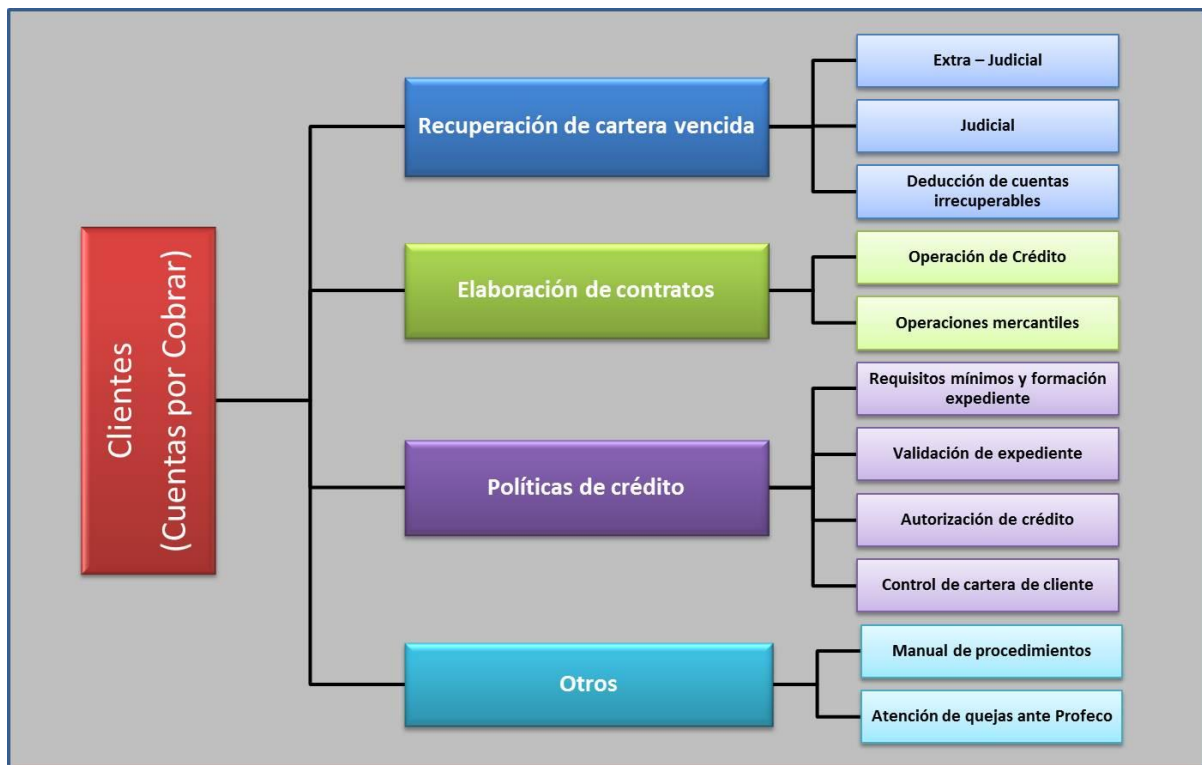 Clientes
(Cuentas por Cobrar)
Recuperación de cartera vencida
Extra – Judicial
Judicial
Deducción de cuentas
irrecuperables
Elaboración de contratos
Operación de Crédito
Operaciones mercantiles
Políticas de crédito
Requisitos mínimos y formación
expediente
Validación de expediente
Autorización de crédito
Control de cartera de cliente
Otros
Manual de procedimientos
Atención de quejas ante Profeco